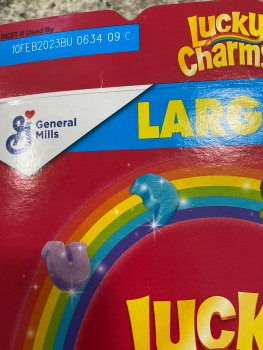 BEST If Used By
10FEB2023BU 0634 09 C
Lucky
Charms
General
Mills
LARG
LUCK